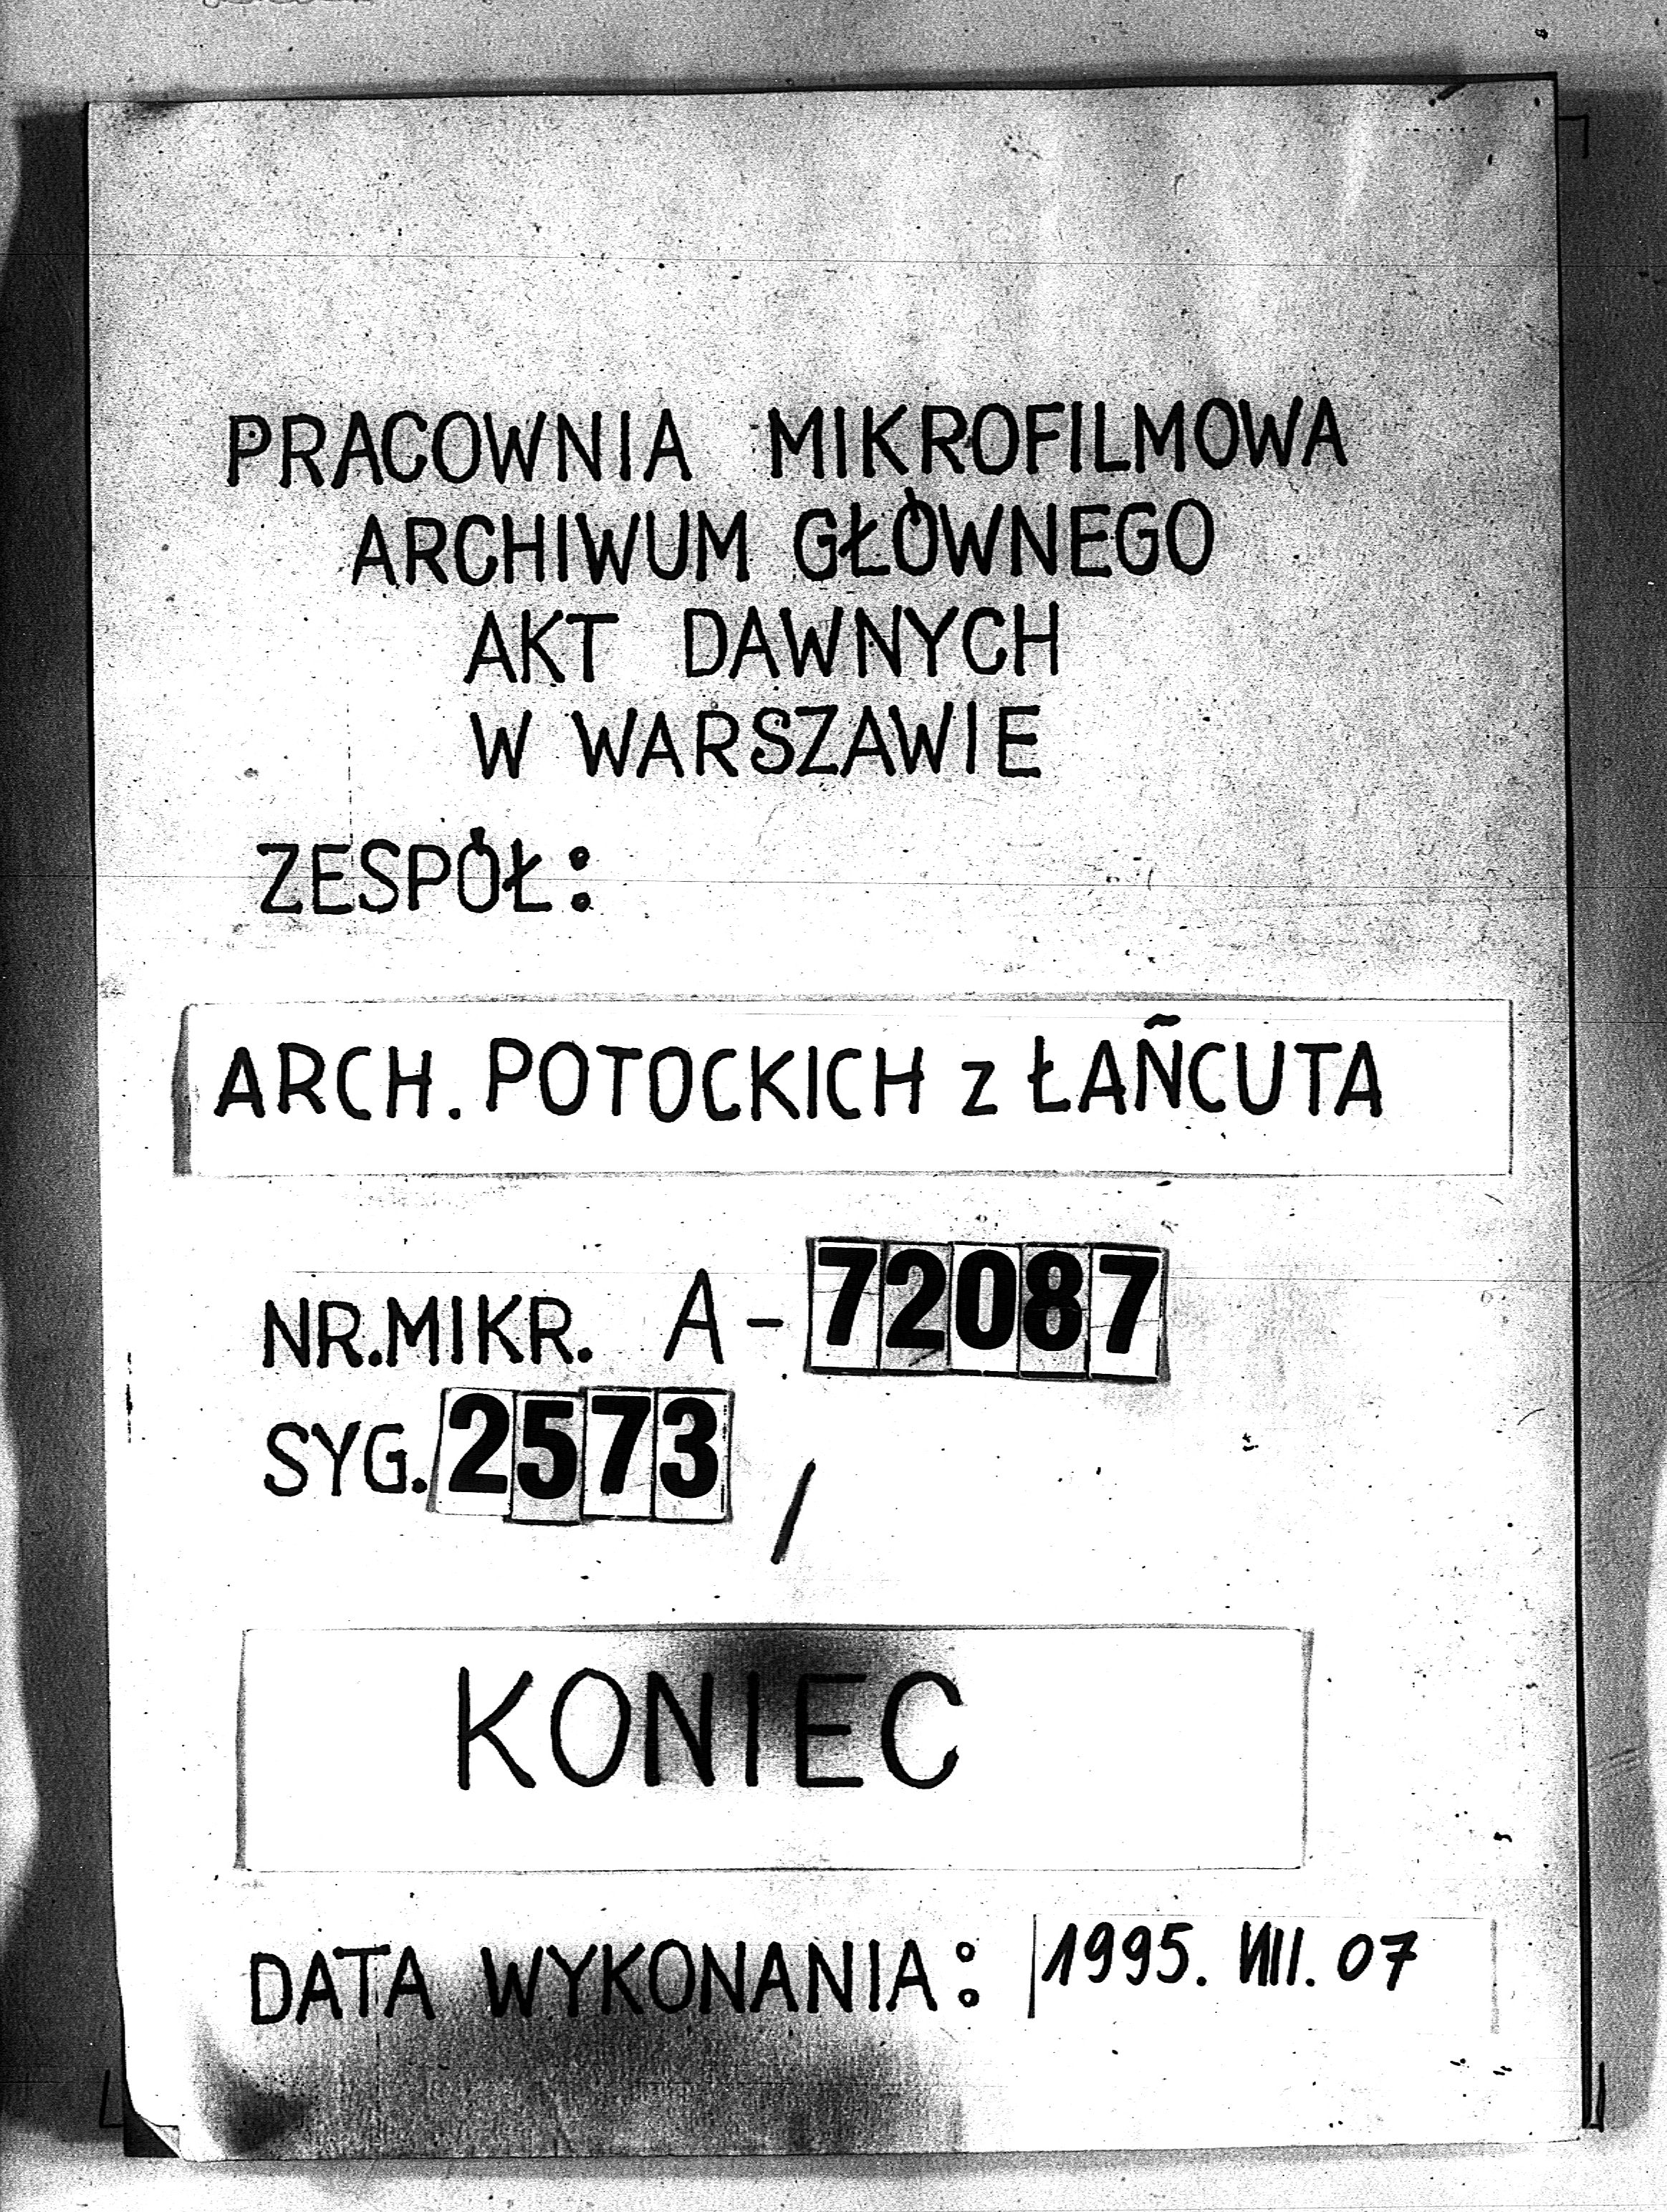 PRACOWNIA MIKROFILMOWA
ARCHIWUM GŁÓWNEGO
AKT DAWNYCH
W WARSZAWIE
ZESPÓŁ:
ARCH. POTOCKICH z ŁAŃCUTA
NR.MIKR. A-72087
SYG. 2573 /
KONIEC
DATA WYKONANIA: 1995. VIII. 07